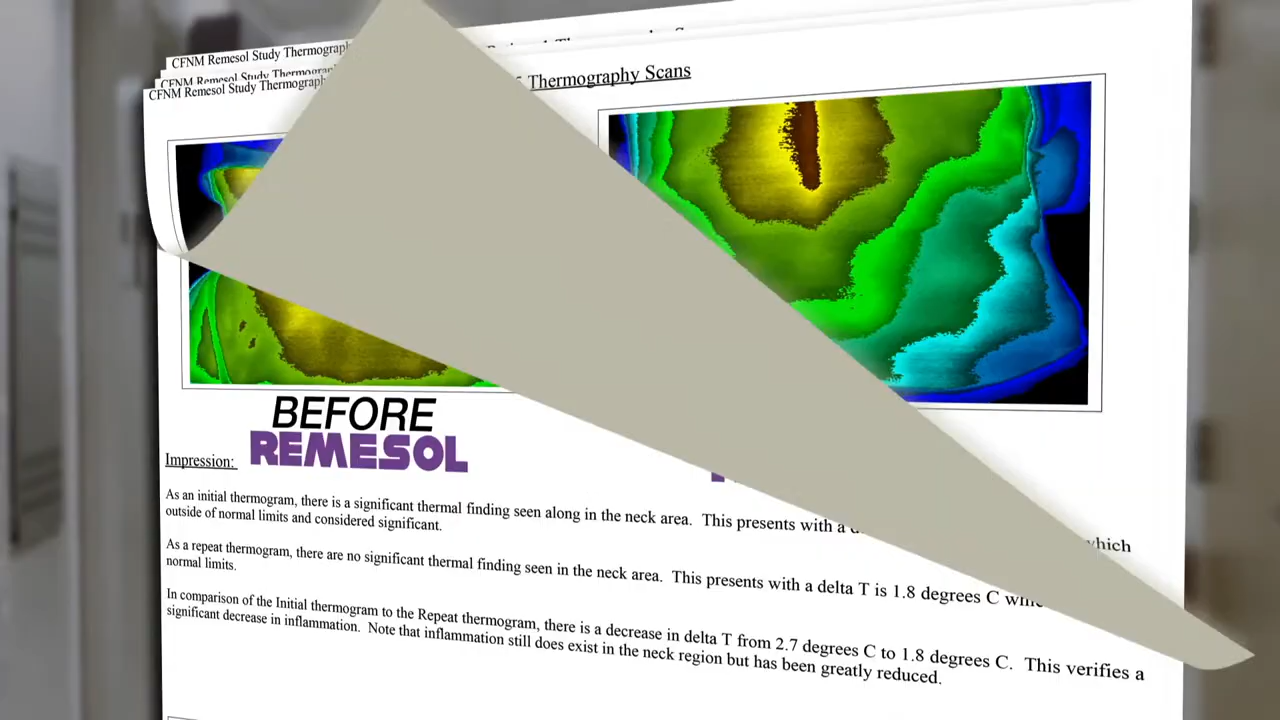 CFNM Remesol Study Thermograph
CFNM Remesol Study Thermogra
CFNM Remesol Study Thermograph
Thermography Scans
BEFORE
REMESOL
Impression:
As an initial thermogram, there is a significant thermal finding seen along in the neck area. This presents with a
which
outside of normal limits and considered significant.
As a repeat thermogram, there are no significant thermal finding seen in the neck area. This presents with a delta T is 1.8 degrees C
normal limits.
In comparison of the Initial thermogram to the Repeat thermogram, there is a decrease in delta T from 2.7 degrees C to 1.8 degrees C. This verifies a
significant decrease in inflammation. Note that inflammation still does exist in the neck region but has been greatly reduced.